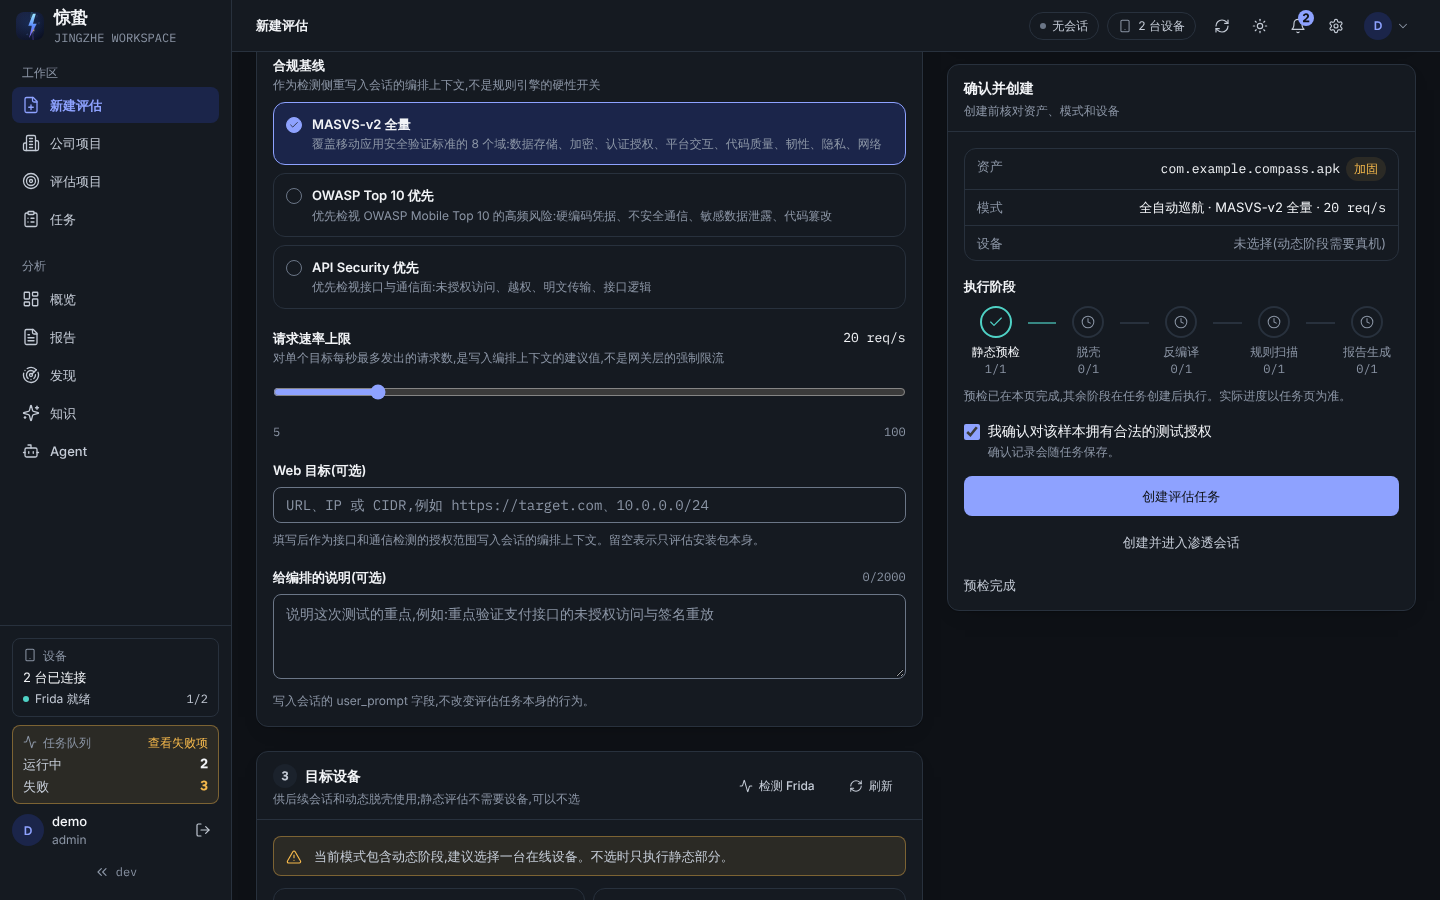 惊蛰
JINGZHE WORKSPACE
工作区
新建评估
公司项目
评估项目
任务
分析
概览
报告
发现
知识
Agent
设备
2 台已连接
Frida 就绪
1/2
任务队列
查看失败项
运行中
2
失败
3
D
demo
admin
dev
新建评估
无会话
2 台设备
2
D
合规基线
作为检测侧重写入会话的编排上下文,不是规则引擎的硬性开关
MASVS-v2 全量
覆盖移动应用安全验证标准的 8 个域:数据存储、加密、认证授权、平台交互、代码质量、韧性、隐私、网络
OWASP Top 10 优先
优先检视 OWASP Mobile Top 10 的高频风险:硬编码凭据、不安全通信、敏感数据泄露、代码篡改
API Security 优先
优先检视接口与通信面:未授权访问、越权、明文传输、接口逻辑
请求速率上限
20 req/s
对单个目标每秒最多发出的请求数,是写入编排上下文的建议值,不是网关层的强制限流
5
100
Web 目标(可选)
URL、IP 或 CIDR,例如 https://target.com、10.0.0.0/24
填写后作为接口和通信检测的授权范围写入会话的编排上下文。留空表示只评估安装包本身。
给编排的说明(可选)
0/2000
说明这次测试的重点,例如:重点验证支付接口的未授权访问与签名重放
写入会话的 user_prompt 字段,不改变评估任务本身的行为。
3
目标设备
供后续会话和动态脱壳使用;静态评估不需要设备,可以不选
检测 Frida
刷新
当前模式包含动态阶段,建议选择一台在线设备。不选时只执行静态部分。
确认并创建
创建前核对资产、模式和设备
资产
com.example.compass.apk
加固
模式
全自动巡航 · MASVS-v2 全量 · 20 req/s
设备
未选择(动态阶段需要真机)
执行阶段
静态预检
1/1
脱壳
0/1
反编译
0/1
规则扫描
0/1
报告生成
0/1
预检已在本页完成,其余阶段在任务创建后执行。实际进度以任务页为准。
我确认对该样本拥有合法的测试授权
确认记录会随任务保存。
创建评估任务
创建并进入渗透会话
预检完成